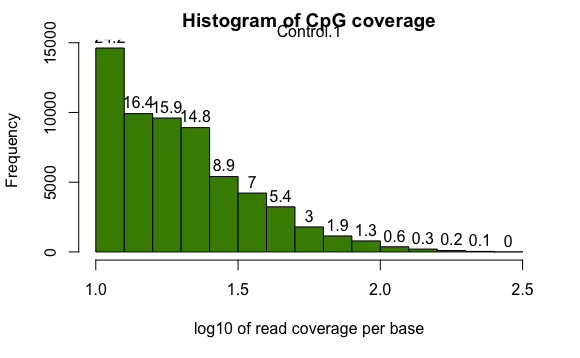 Histogram of CpG coverage
Control.1
15000
10000
5000
0
Frequency
16.4 15.9 14.8 8.9 7 5.4 3 1.9 1.3 0.6 0.3 0.2 0.1 0
1.0 1.5 2.0 2.5
log10 of read coverage per base